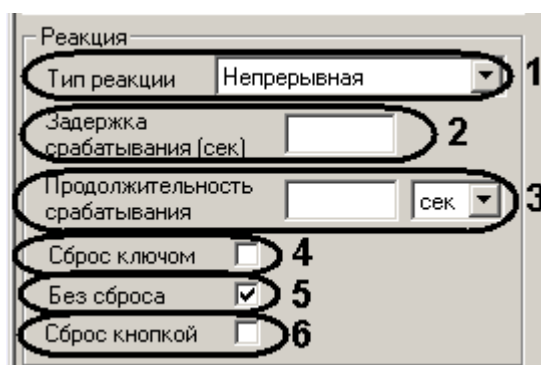 Реакция
Тип реакции Непрерывная 1
Задержка
срабатывания (сек) 2
Продолжительность
срабатывания сек 3
Сброс ключом 4
Без сброса 5
Сброс кнопкой 6